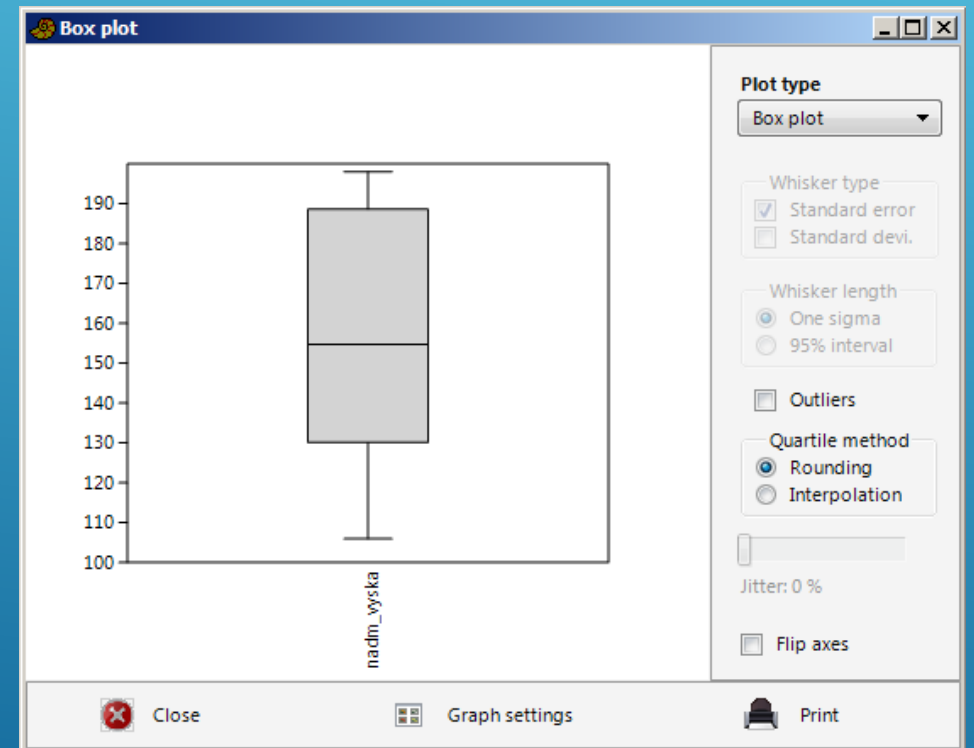 Box plot
190
180
170
160
150
140
130
120
110
100
nadm_vyska
Plot type
Box plot
Whisker type
Standard error
Standard devi.
Whisker length
One sigma
95% interval
Outliers
Quartile method
Rounding
Interpolation
Jitter: 0 %
Flip axes
Close
Graph settings
Print